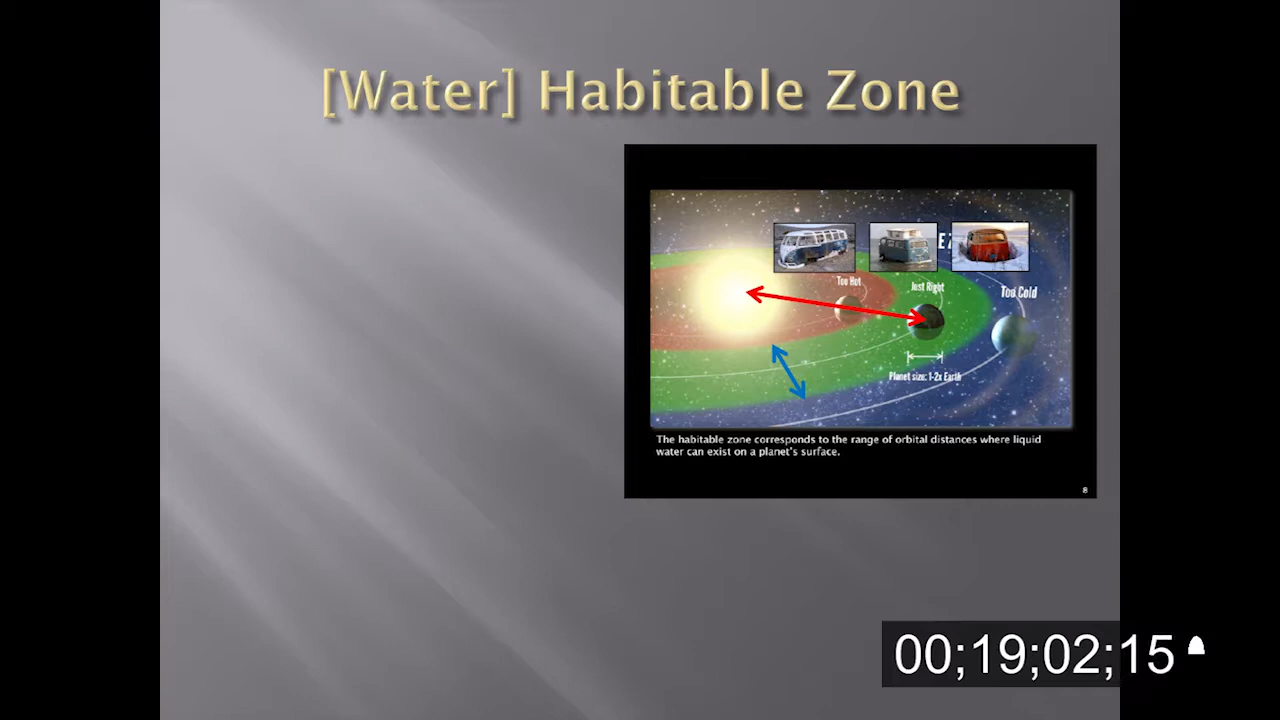 [Water] Habitable Zone
E Z
Too Hot
Just Right
Too Cold
Planet size: 1-2x Earth
The habitable zone corresponds to the range of orbital distances where liquid
water can exist on a planet's surface.
8
00;19;02;15